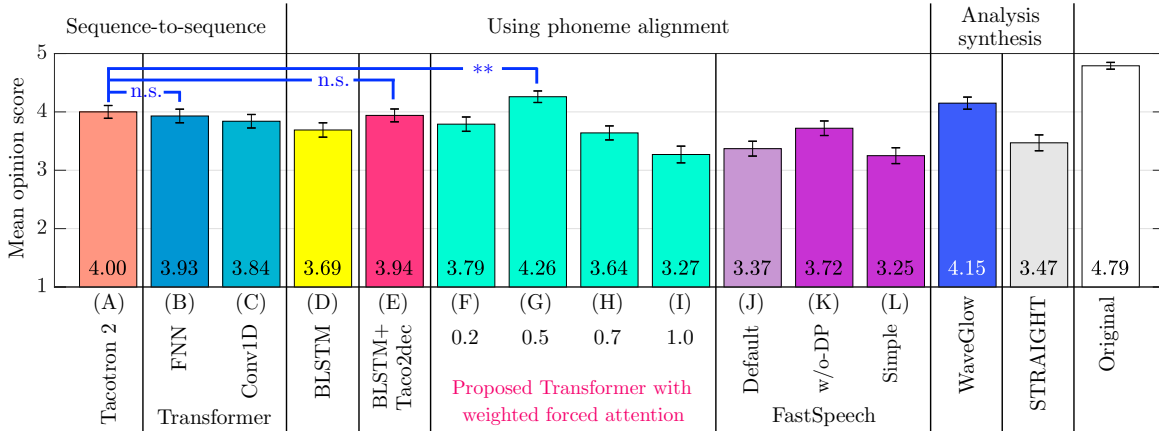 Sequence-to-sequence
Using phoneme alignment
Analysis
synthesis
Mean opinion score
5
4
3
2
1
n.s.
n.s.
**
4.00
3.93
3.84
3.69
3.94
3.79
4.26
3.64
3.27
3.37
3.72
3.25
4.15
3.47
4.79
(A)
(B)
(C)
(D)
(E)
(F)
(G)
(H)
(I)
(J)
(K)
(L)
Tacotron 2
FNN
Conv1D
BLSTM
BLSTM+
Taco2dec
0.2
0.5
0.7
1.0
Default
w/o-DP
Simple
WaveGlow
STRAIGHT
Original
Transformer
Proposed Transformer with
weighted forced attention
FastSpeech